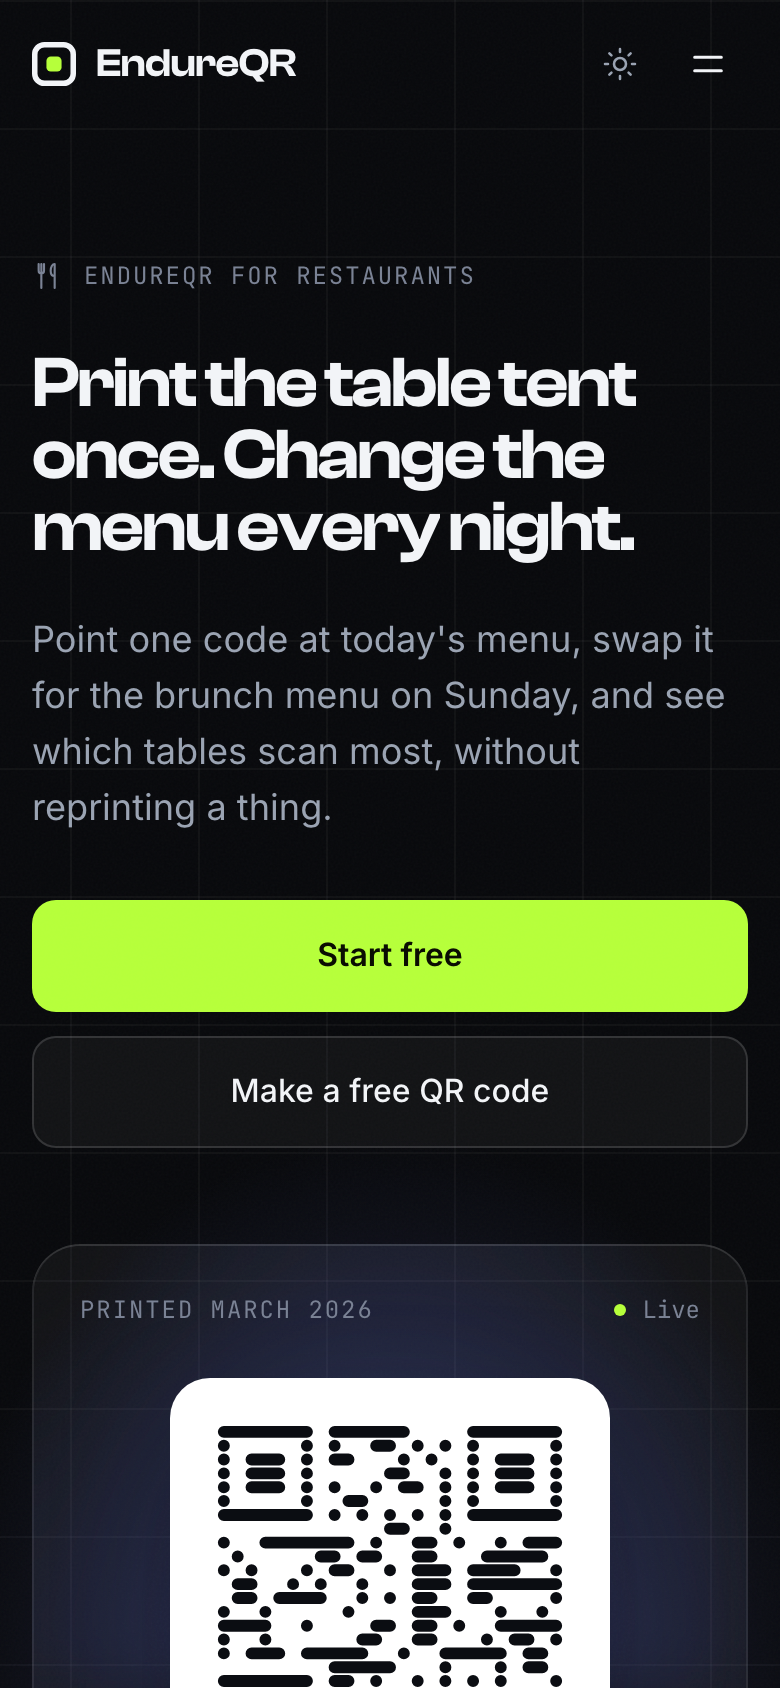 EndureQR
ENDUREQR FOR RESTAURANTS
Print the table tent
once. Change the
menu every night.
Point one code at today's menu, swap it
for the brunch menu on Sunday, and see
which tables scan most, without
reprinting a thing.
Start free
Make a free QR code
PRINTED MARCH 2026
Live